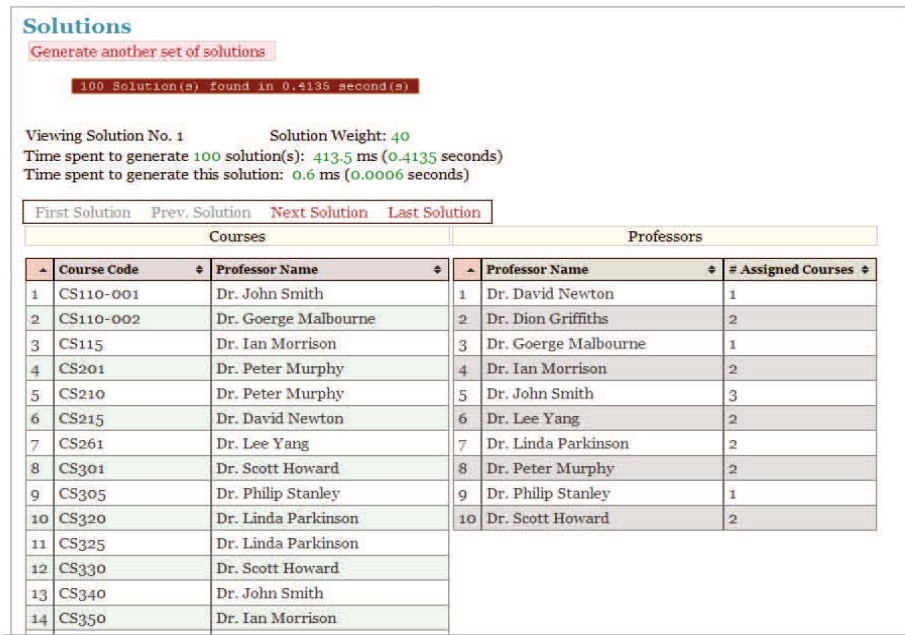 Solutions
Generate another set of solutions
100 Solution(s) found in 0.4135 second(s)
Viewing Solution No. 1 Solution Weight: 40
Time spent to generate 100 solution(s): 413.5 ms (0.4135 seconds)
Time spent to generate this solution: 0.6 ms (0.0006 seconds)
First Solution Prev. Solution Next Solution Last Solution
Courses
Course Code Professor Name
1 CS110-001 Dr. John Smith
2 CS110-002 Dr. Goerge Malbourne
3 CS115 Dr. Ian Morrison
4 CS201 Dr. Peter Murphy
5 CS210 Dr. Peter Murphy
6 CS215 Dr. David Newton
7 CS261 Dr. Lee Yang
8 CS301 Dr. Scott Howard
9 CS305 Dr. Philip Stanley
10 CS320 Dr. Linda Parkinson
11 CS325 Dr. Linda Parkinson
12 CS330 Dr. Scott Howard
13 CS340 Dr. John Smith
14 CS350 Dr. Ian Morrison
Professors
Professor Name # Assigned Courses
1 Dr. David Newton 1
2 Dr. Dion Griffiths 2
3 Dr. Goerge Malbourne 1
4 Dr. Ian Morrison 2
5 Dr. John Smith 3
6 Dr. Lee Yang 2
7 Dr. Linda Parkinson 2
8 Dr. Peter Murphy 2
9 Dr. Philip Stanley 1
10 Dr. Scott Howard 2